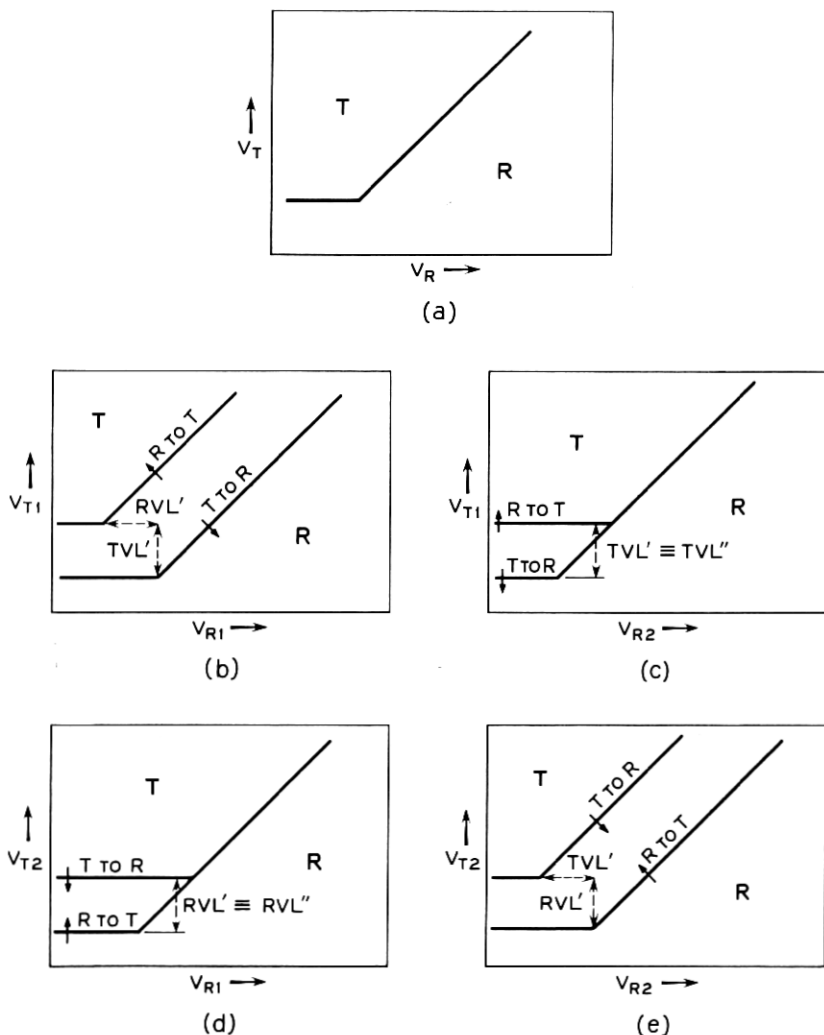 T
V_T
R
V_R
(a)
T
R TO T
RVL′
T TO R
V_T1
TVL′
R
V_R1
(b)
T
V_T1
R TO T
R
TVL′ ≡ TVL″
T TO R
V_R2
(c)
T
V_T2
T TO R
R
RVL′ ≡ RVL″
R TO T
V_R1
(d)
T
T TO R
V_T2
TVL′
R TO T
RVL′
R
V_R2
(e)